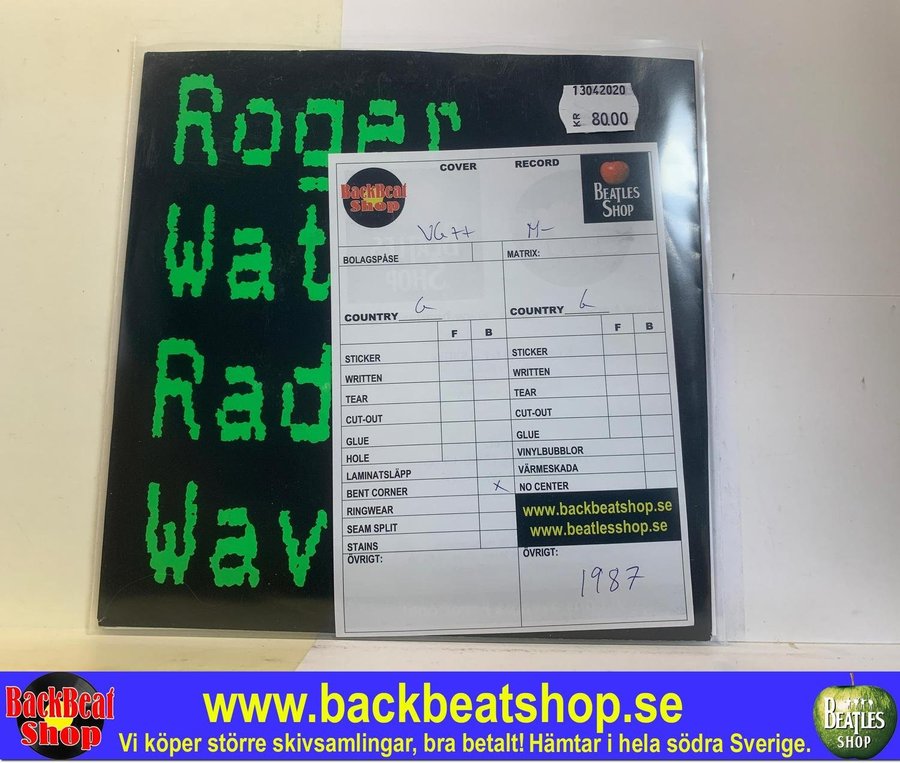 Roger
Wat
Rad
Wav
13042020
KR 80.00
COVER RECORD
BackBeat
Shop
BEATLES
SHOP
VG++ M-
BOLAGSPÅSE MATRIX:
COUNTRY G COUNTRY G
F B F B
STICKER STICKER
WRITTEN WRITTEN
TEAR TEAR
CUT-OUT CUT-OUT
GLUE GLUE
HOLE VINYLBUBBLOR
LAMINATSLÄPP VÄRMESKADA
BENT CORNER X NO CENTER
RINGWEAR
SEAM SPLIT
STAINS
www.backbeatshop.se
www.beatlesshop.se
ÖVRIGT: ÖVRIGT:
1987
BackBeat
Shop
www.backbeatshop.se
Vi köper större skivsamlingar, bra betalt! Hämtar i hela södra Sverige.
BEATLES
SHOP